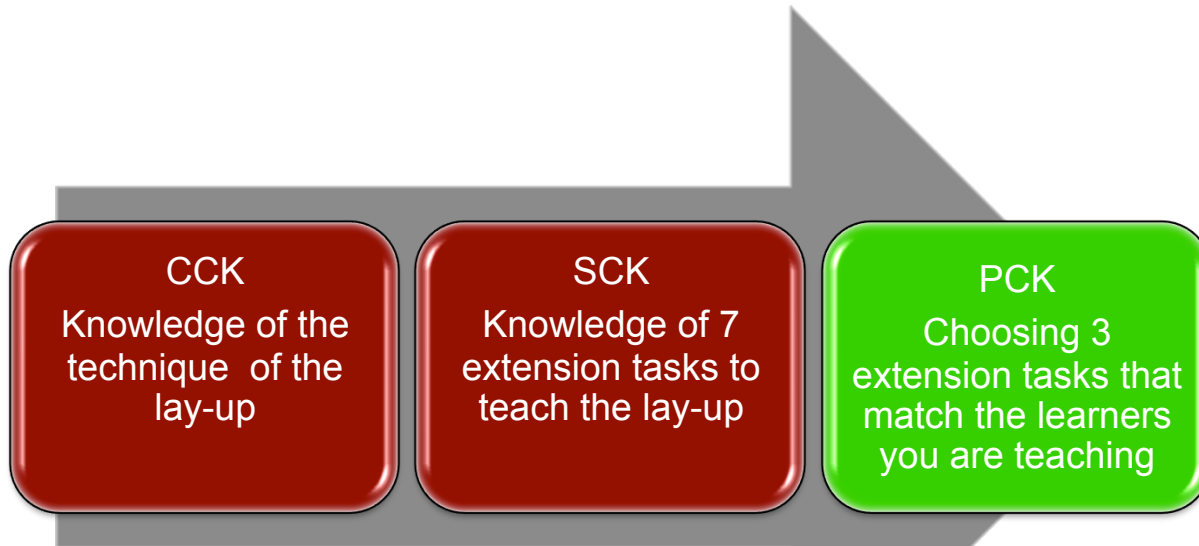 CCK
Knowledge of the
technique of the
lay-up
SCK
Knowledge of 7
extension tasks to
teach the lay-up
PCK
Choosing 3
extension tasks that
match the learners
you are teaching